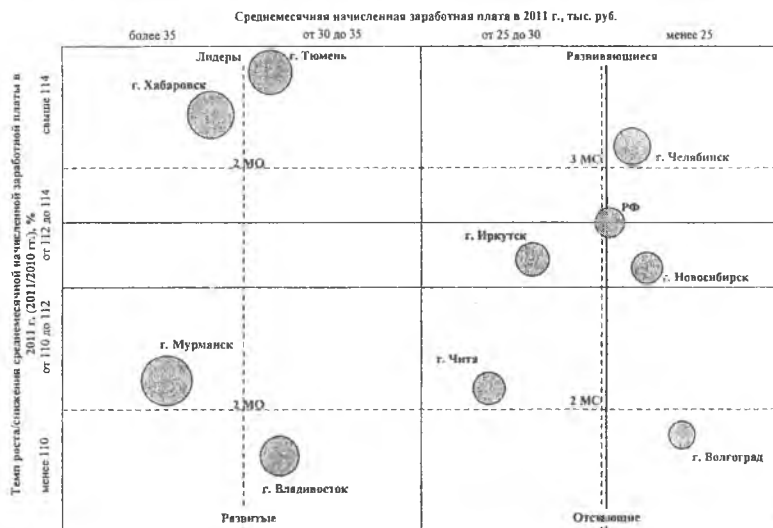 Среднемесячная начисленная заработная плата в 2011 г., тыс. руб.
более 35
от 30 до 35
от 25 до 30
менее 25
Темп роста/снижения среднемесячной начисленной заработной платы в
2011 г. (2011/2010 гг.), %
свыше 114
от 112 до 114
от 110 до 112
менее 110
Лидеры
г. Тюмень
Развивающиеся
г. Хабаровск
2 МО
3 МО
г. Челябинск
РФ
г. Иркутск
г. Новосибирск
г. Мурманск
г. Чита
2 МО
2 МО
г. Волгоград
г. Владивосток
Развитые
Отстающие